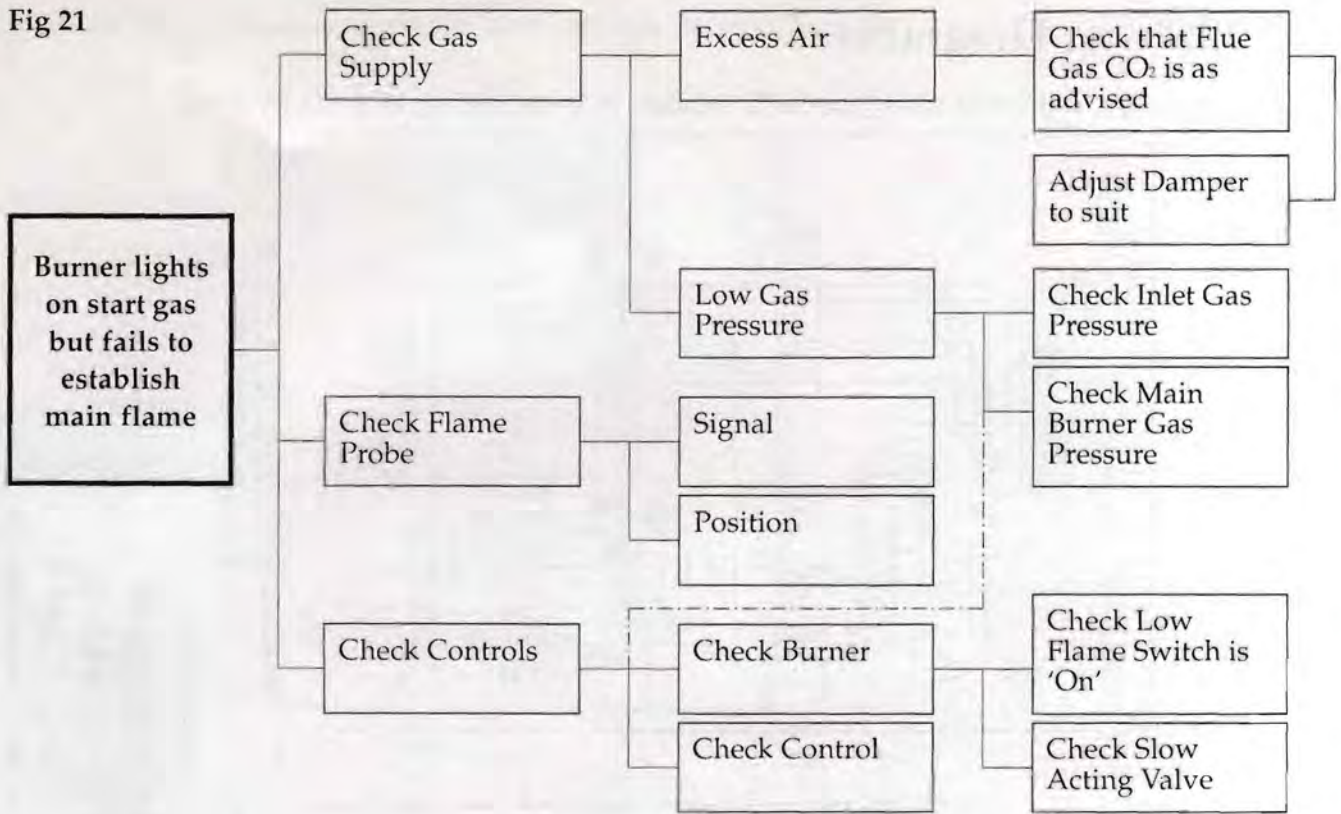 Fig 21
Burner lights
on start gas
but fails to
establish
main flame
Check Gas
Supply
Excess Air
Check that Flue
Gas CO₂ is as
advised
Adjust Damper
to suit
Low Gas
Pressure
Check Inlet Gas
Pressure
Check Main
Burner Gas
Pressure
Check Flame
Probe
Signal
Position
Check Controls
Check Burner
Check Low
Flame Switch is
'On'
Check Control
Check Slow
Acting Valve